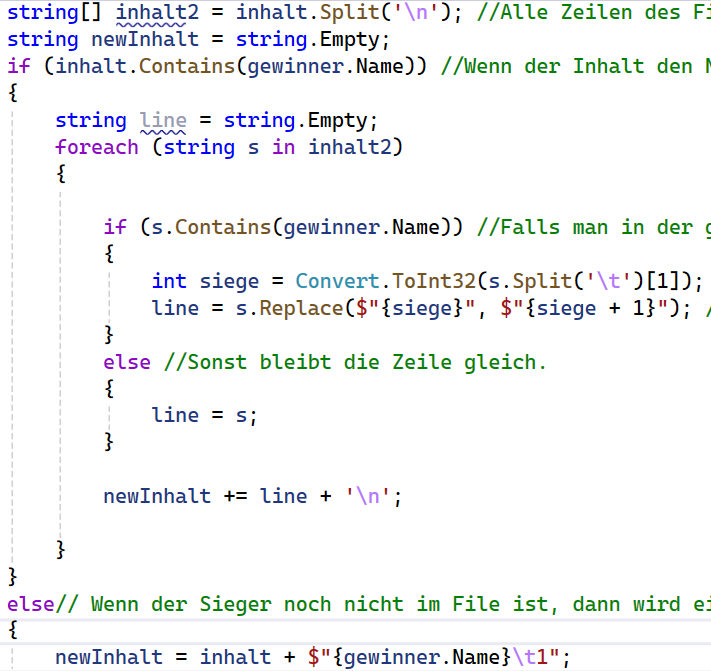 string[] inhalt2 = inhalt.Split('\n'); //Alle Zeilen des
string newInhalt = string.Empty;
if (inhalt.Contains(gewinner.Name)) //Wenn der Inhalt den
{
string line = string.Empty;
foreach (string s in inhalt2)
{
if (s.Contains(gewinner.Name)) //Falls man in der
{
int siege = Convert.ToInt32(s.Split('\t')[1]);
line = s.Replace($"{siege}", $"{siege + 1}");
}
else //Sonst bleibt die Zeile gleich.
{
line = s;
}
newInhalt += line + '\n';
}
}
else// Wenn der Sieger noch nicht im File ist, dann wird
{
newInhalt = inhalt + $"{gewinner.Name}\t1";